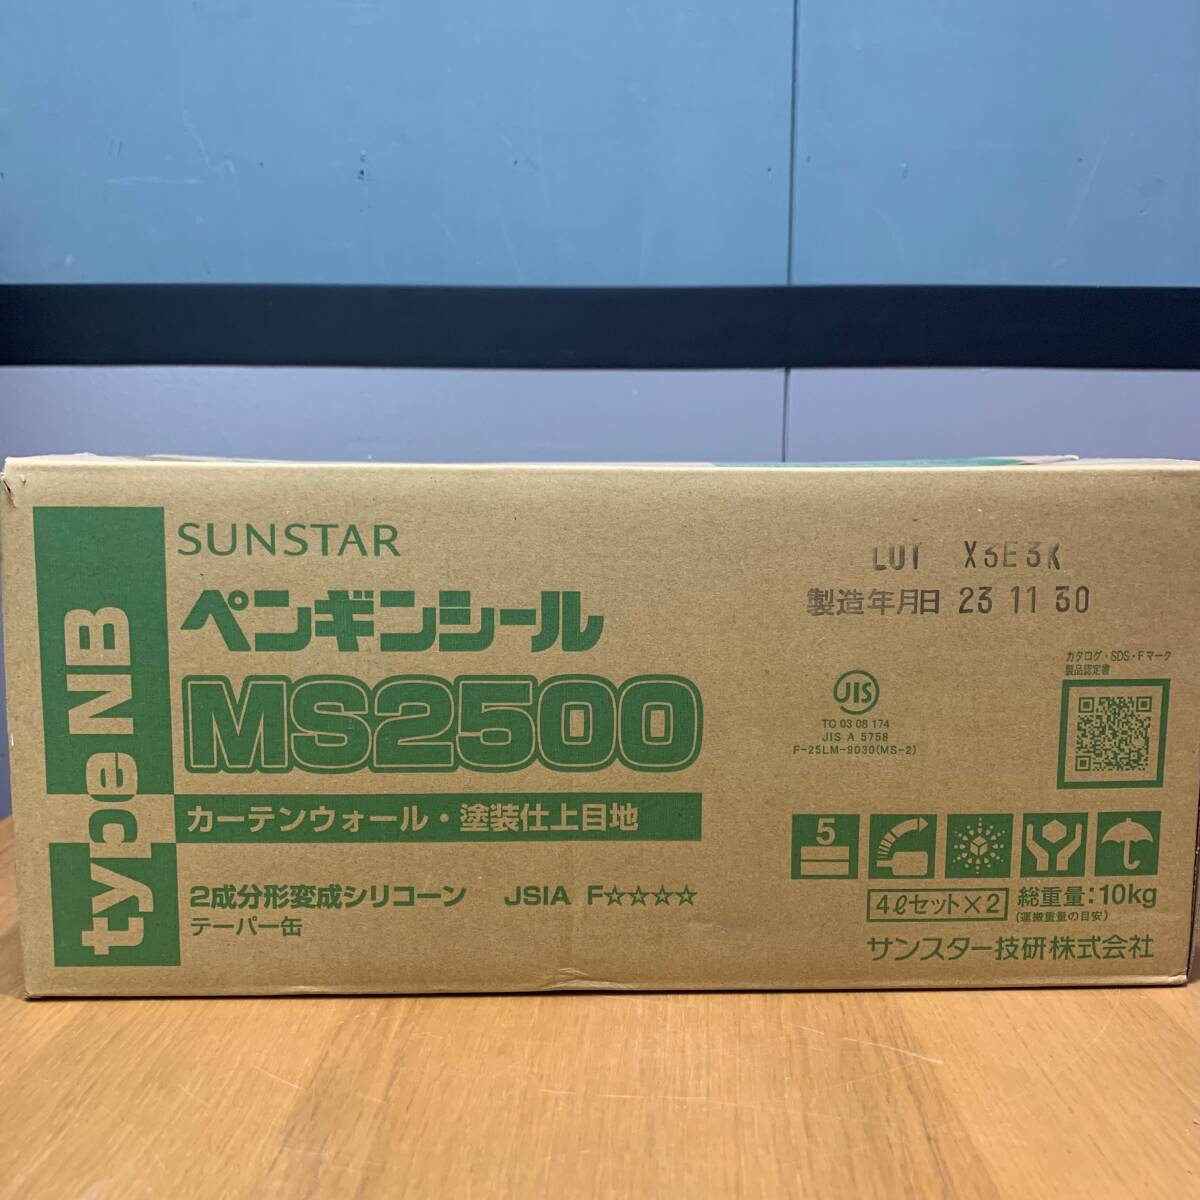 type NB
SUNSTAR
ペンギンシール
MS2500
カーテンウォール・塗装仕上目地
2成分形変成シリコーン JSIA F☆☆☆☆
テーパー缶
LOT X3E3K
製造年月日 23 11 30
カタログ・SDS・Fマーク
製品認定書
JIS
TC 03 08 174
JIS A 5758
F-25LM-9030(MS-2)
5
4ℓセット×2
総重量:10kg
(運搬重量の目安)
サンスター技研株式会社